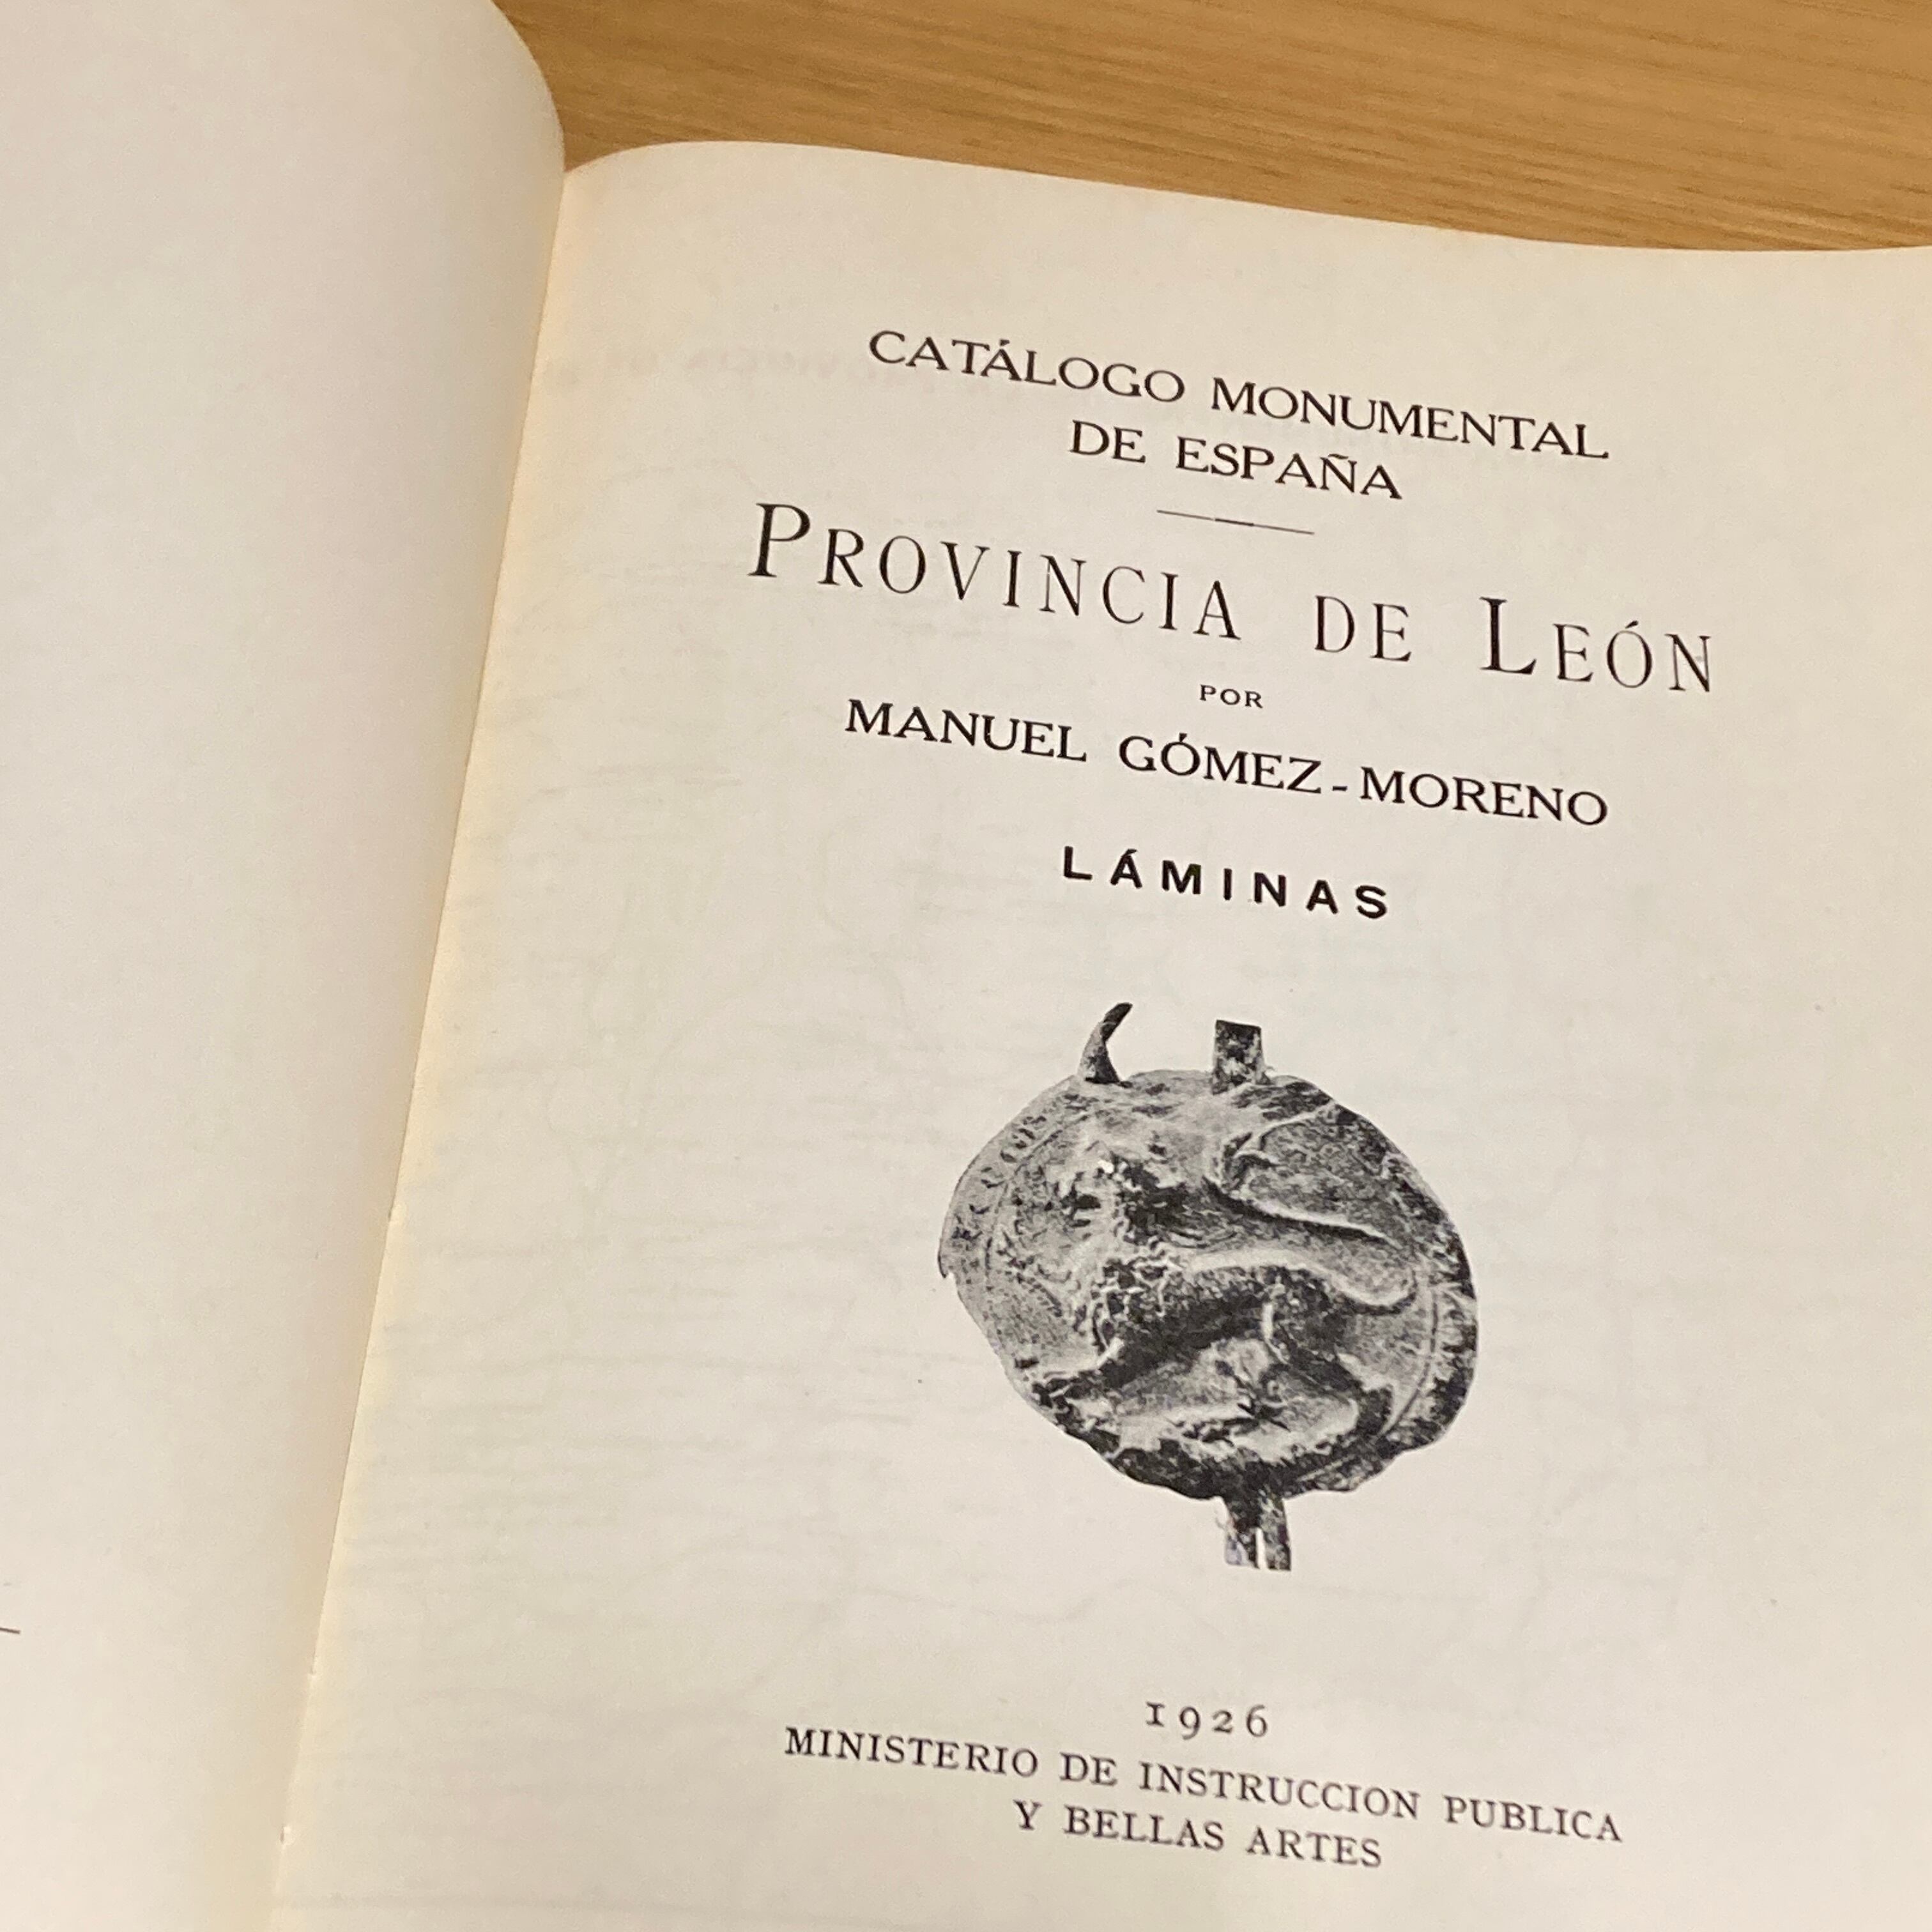 CATÁLOGO MONUMENTAL
DE ESPAÑA
PROVINCIA DE LEÓN
POR
MANUEL GÓMEZ-MORENO
LÁMINAS
1926
MINISTERIO DE INSTRUCCION PUBLICA
Y BELLAS ARTES